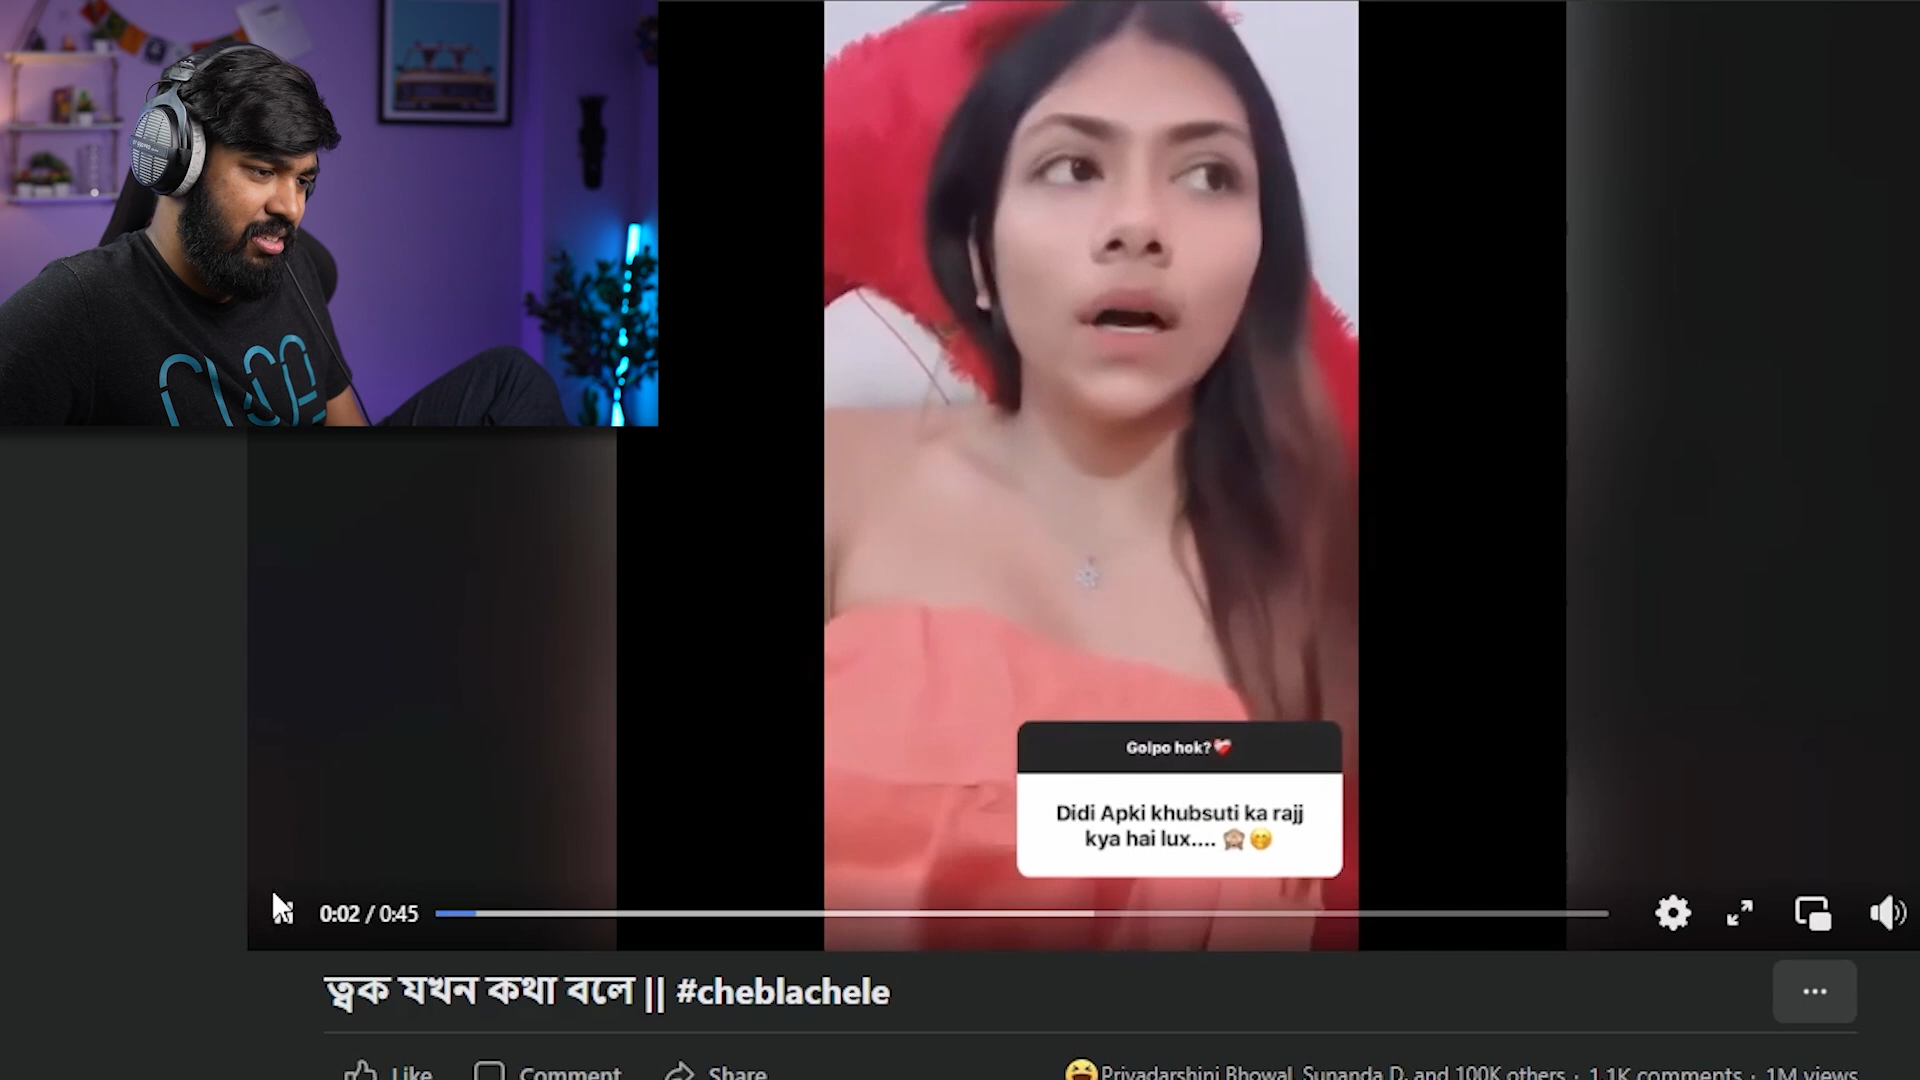 Golpo hok?❤️‍🩹
Didi Apki khubsuti ka rajj
kya hai lux.... 🙈🤭
0:02 / 0:45
ত্বক যখন কথা বলে || #cheblachele
Like Comment Share
Priyadarshini Bhowal, Sunanda D. and 100K others · 1.1K comments · 1M views